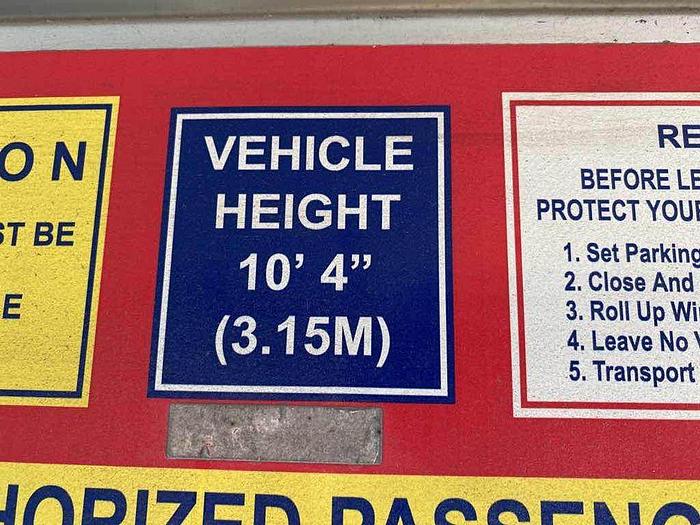 ON
ST BE
E
VEHICLE
HEIGHT
10’ 4”
(3.15M)
RE
BEFORE LE
PROTECT YOUR
1. Set Parking
2. Close And
3. Roll Up Wi
4. Leave No V
5. Transport
HORIZED PASSENG